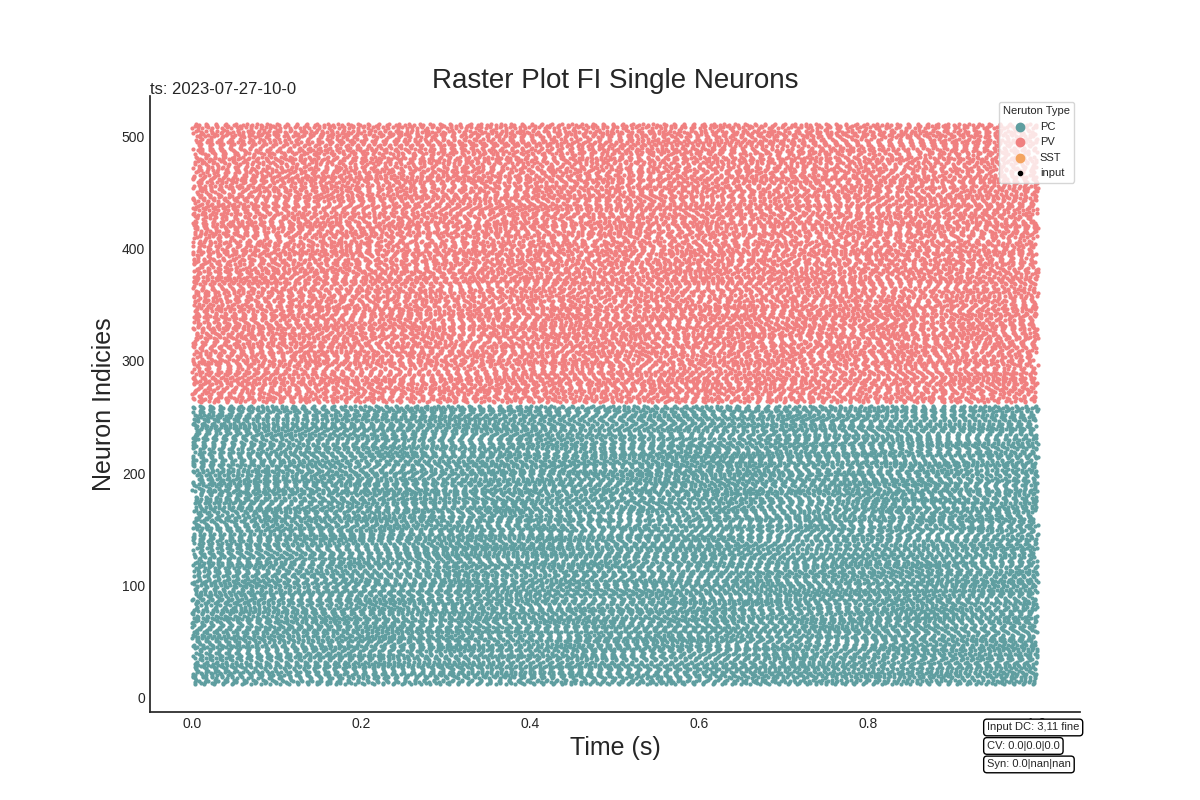 Raster Plot FI Single Neurons
ts: 2023-07-27-10-0
Neruton Type
PC
PV
SST
input
500
400
300
200
100
0
Neuron Indicies
0.0 0.2 0.4 0.6 0.8
Time (s)
Input DC: 3,11 fine
CV: 0.0|0.0|0.0
Syn: 0.0|nan|nan